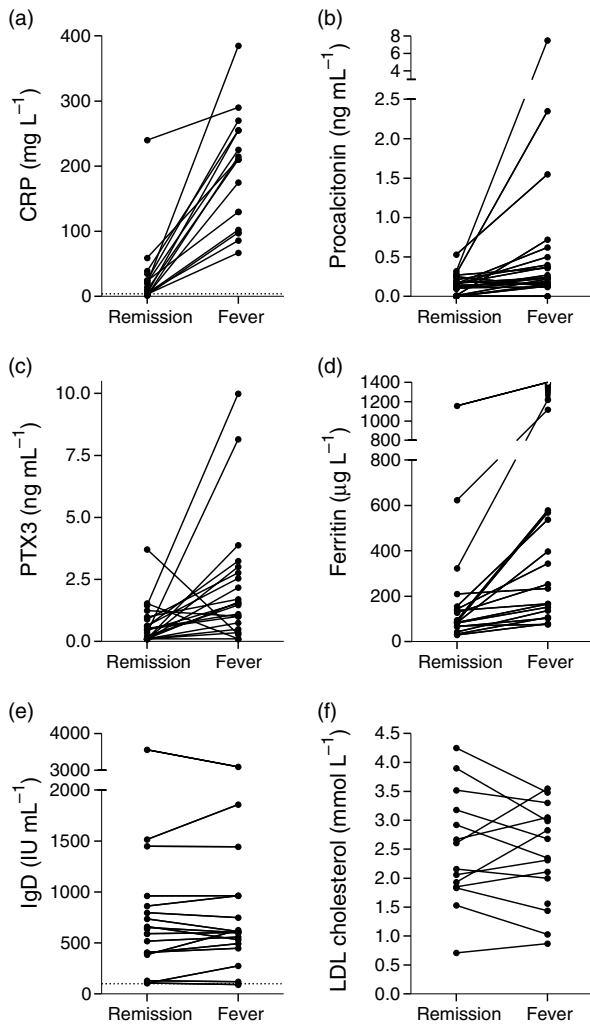 (a)
CRP (mg L⁻¹)
400
300
200
100
0
Remission Fever
(b)
Procalcitonin (ng mL⁻¹)
8
6
4
2.5
2.0
1.5
1.0
0.5
0.0
Remission Fever
(c)
PTX3 (ng mL⁻¹)
10.0
7.5
5.0
2.5
0.0
Remission Fever
(d)
Ferritin (µg L⁻¹)
1400
1200
1000
800
800
600
400
200
0
Remission Fever
(e)
IgD (IU mL⁻¹)
4000
3000
2000
1500
1000
500
0
Remission Fever
(f)
LDL cholesterol (mmol L⁻¹)
4.5
4.0
3.5
3.0
2.5
2.0
1.5
1.0
0.5
0.0
Remission Fever